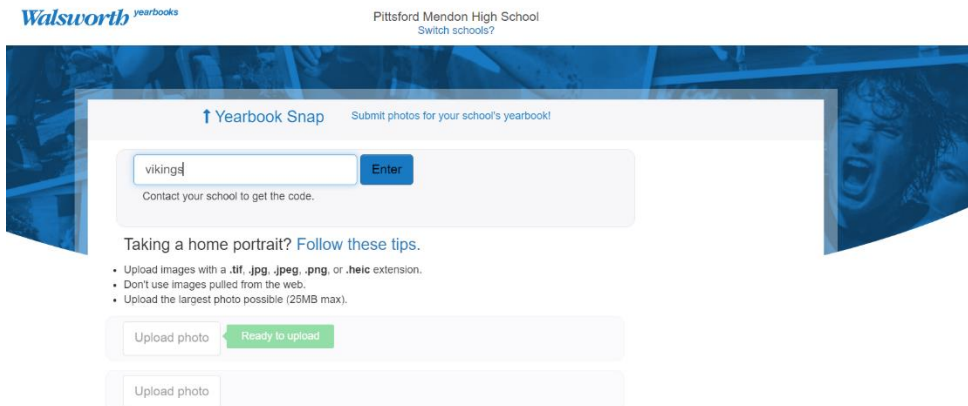 Walsworth yearbooks
Pittsford Mendon High School
Switch schools?
Yearbook Snap Submit photos for your school's yearbook!
vikings Enter
Contact your school to get the code.
Taking a home portrait? Follow these tips.
• Upload images with a .tif, .jpg, .jpeg, .png, or .heic extension.
• Don't use images pulled from the web.
• Upload the largest photo possible (25MB max).
Upload photo Ready to upload
Upload photo